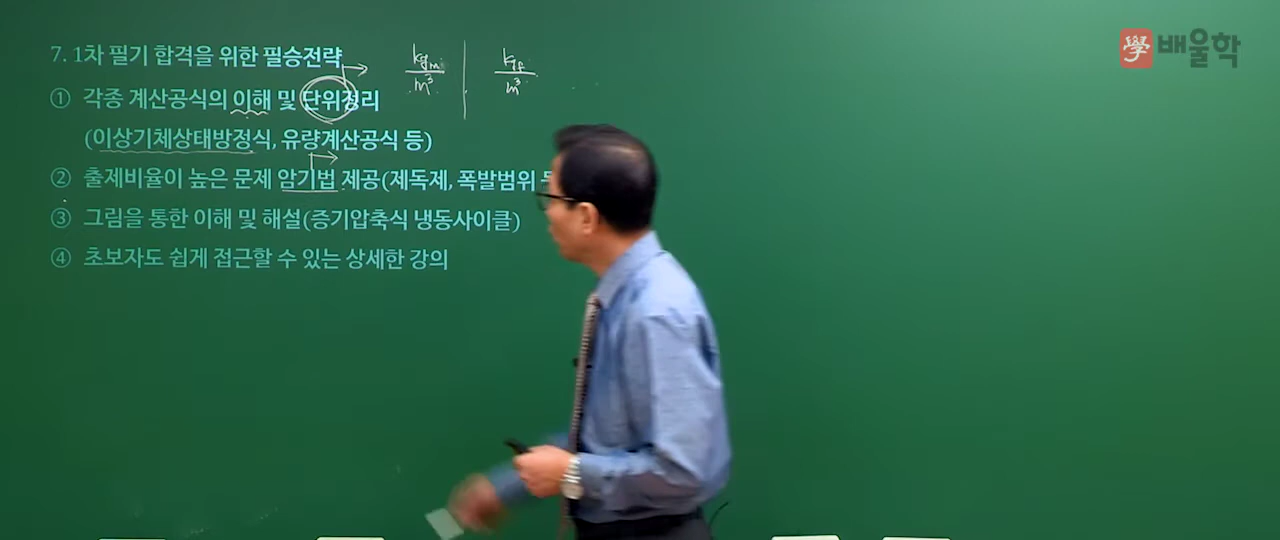 學 배울학
7. 1차 필기 합격을 위한 필승전략
kgm/m³ | kgf/m³
① 각종 계산공식의 이해 및 단위정리
(이상기체상태방정식, 유량계산공식 등)
② 출제비율이 높은 문제 암기법 제공(제독제, 폭발범위
③ 그림을 통한 이해 및 해설(증기압축식 냉동사이클)
④ 초보자도 쉽게 접근할 수 있는 상세한 강의